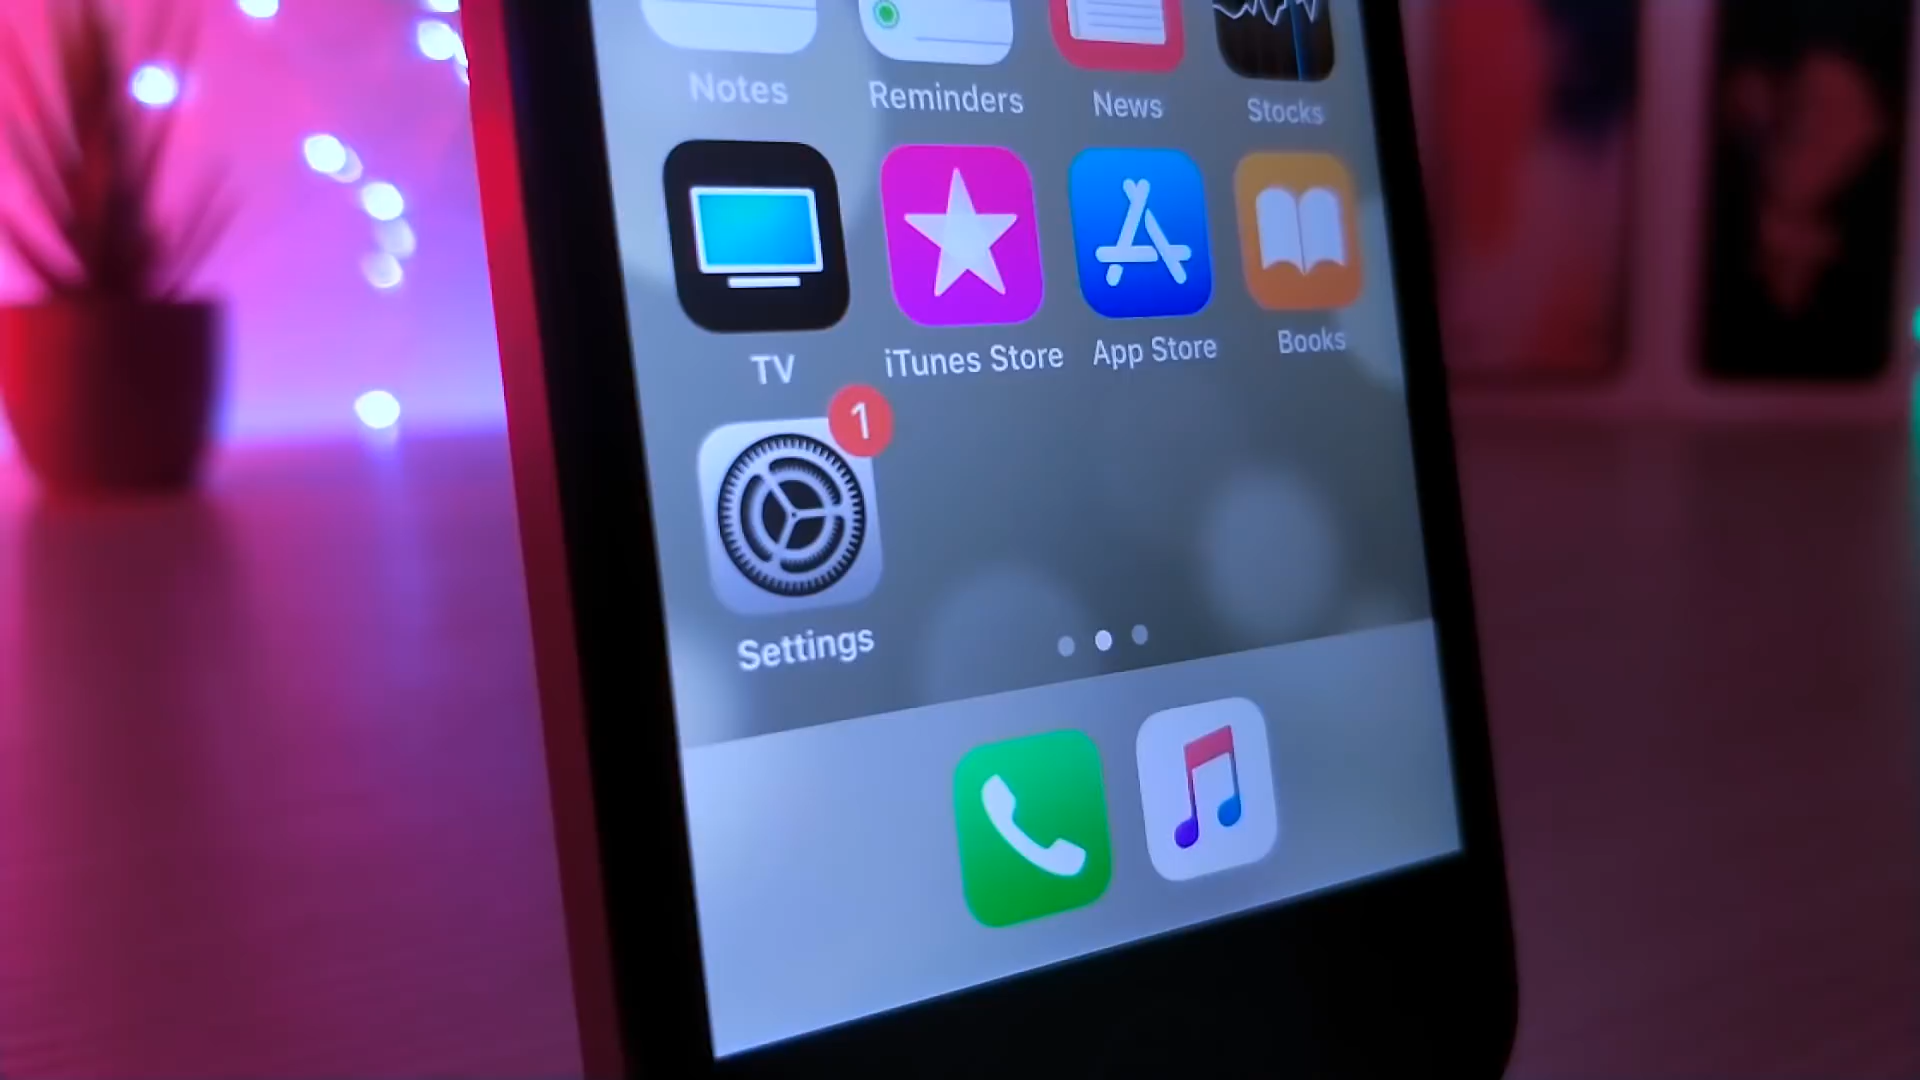 Notes
Reminders
News
Stocks
TV
iTunes Store
App Store
Books
1
Settings